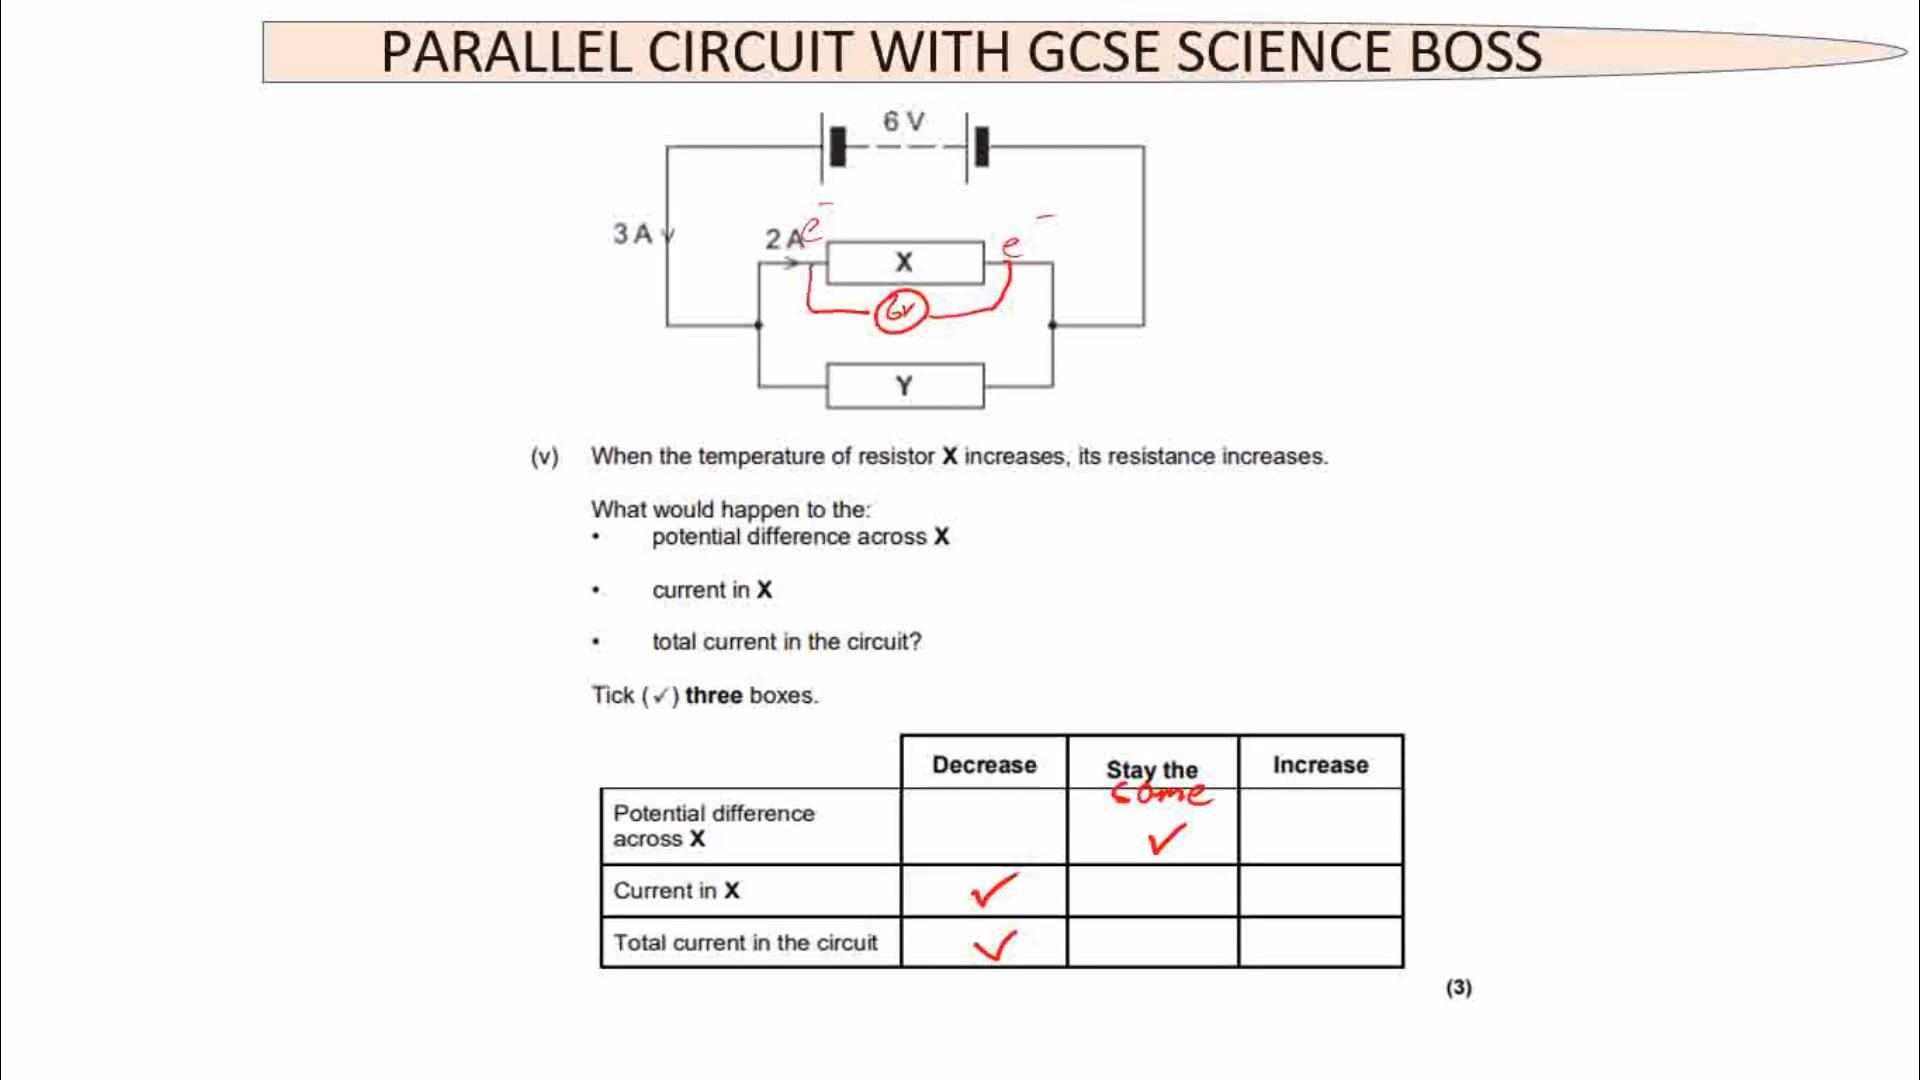 PARALLEL CIRCUIT WITH GCSE SCIENCE BOSS
6 V
3 A
2 A e⁻
e⁻
X
6V
Y
(v) When the temperature of resistor X increases, its resistance increases.
What would happen to the:
• potential difference across X
• current in X
• total current in the circuit?
Tick (✓) three boxes.
Decrease Stay the same Increase
Potential difference
across X ✓
Current in X ✓
Total current in the circuit ✓
(3)